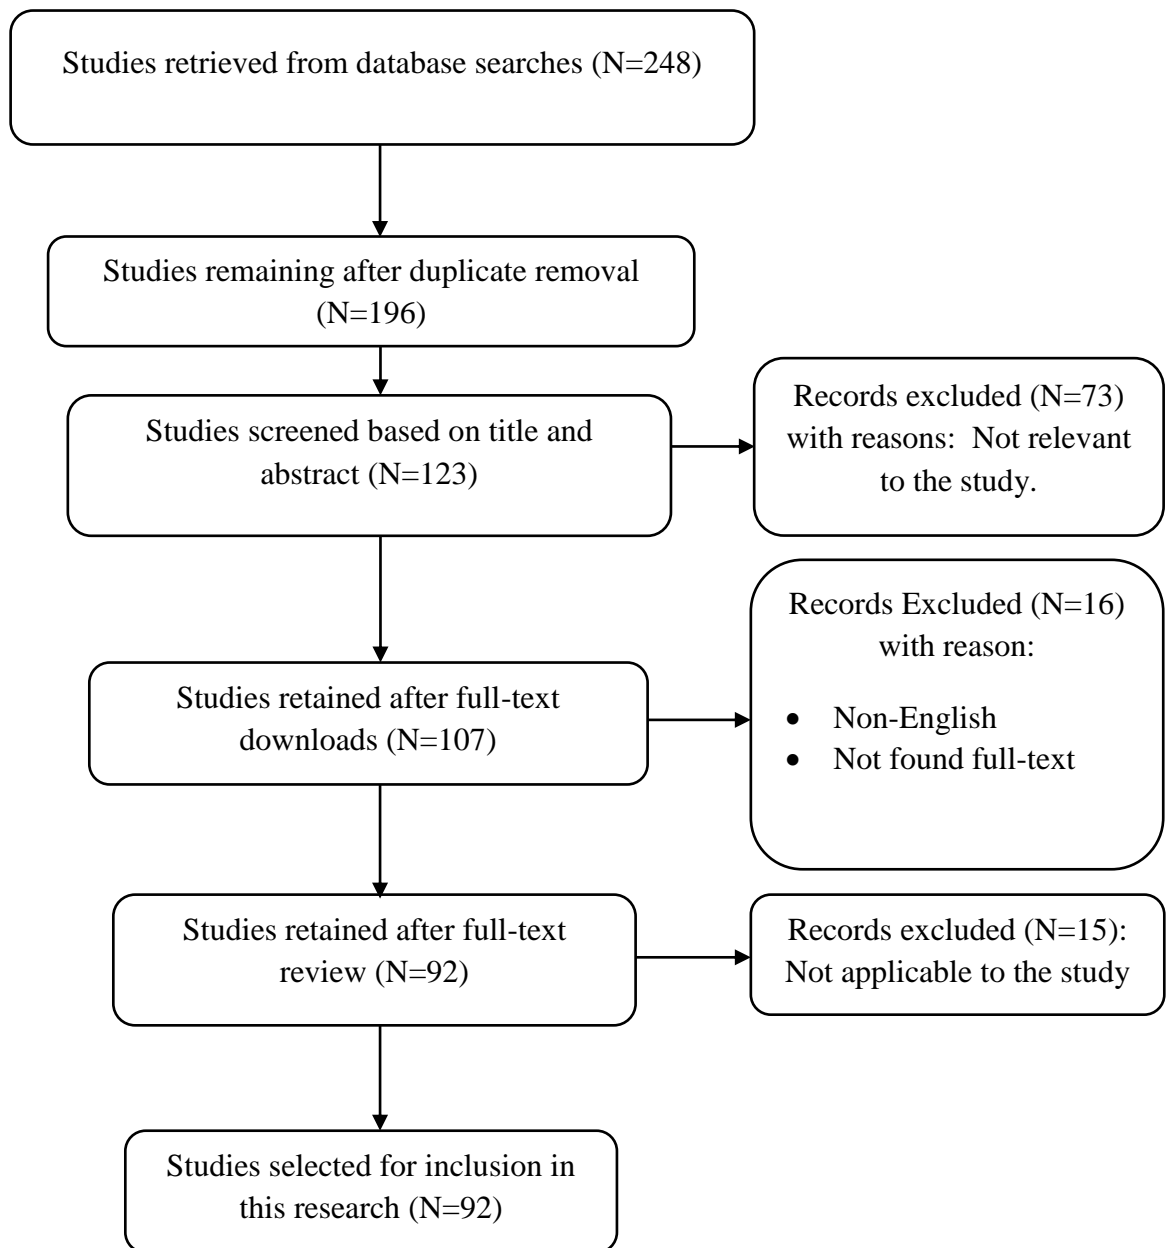 Studies retrieved from database searches (N=248)
Studies remaining after duplicate removal
(N=196)
Studies screened based on title and
abstract (N=123)
Records excluded (N=73)
with reasons:  Not relevant
to the study.
Studies retained after full-text
downloads (N=107)
Records Excluded (N=16)
with reason:
• Non-English
• Not found full-text
Studies retained after full-text
review (N=92)
Records excluded (N=15):
Not applicable to the study
Studies selected for inclusion in
this research (N=92)